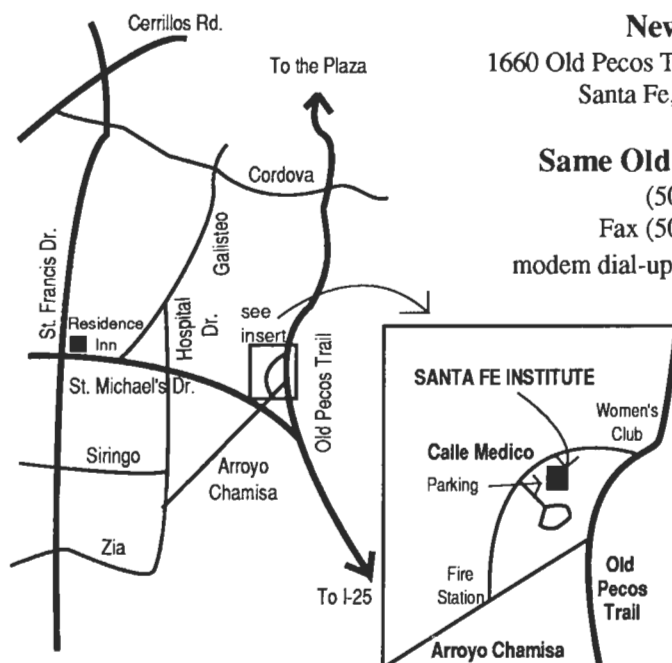 Cerrillos Rd.
To the Plaza
Cordova
Galisteo
St. Francis Dr.
Residence
Inn
Hospital
Dr.
see
insert
Old Pecos Trail
St. Michael's Dr.
Siringo
Arroyo
Chamisa
Zia
To I-25
1660 Old Pecos
Santa Fe,
Same Old
(50
Fax (50
modem dial-up
SANTA FE INSTITUTE
Women's
Club
Calle Medico
Parking
Fire
Station
Old
Pecos
Trail
Arroyo Chamisa